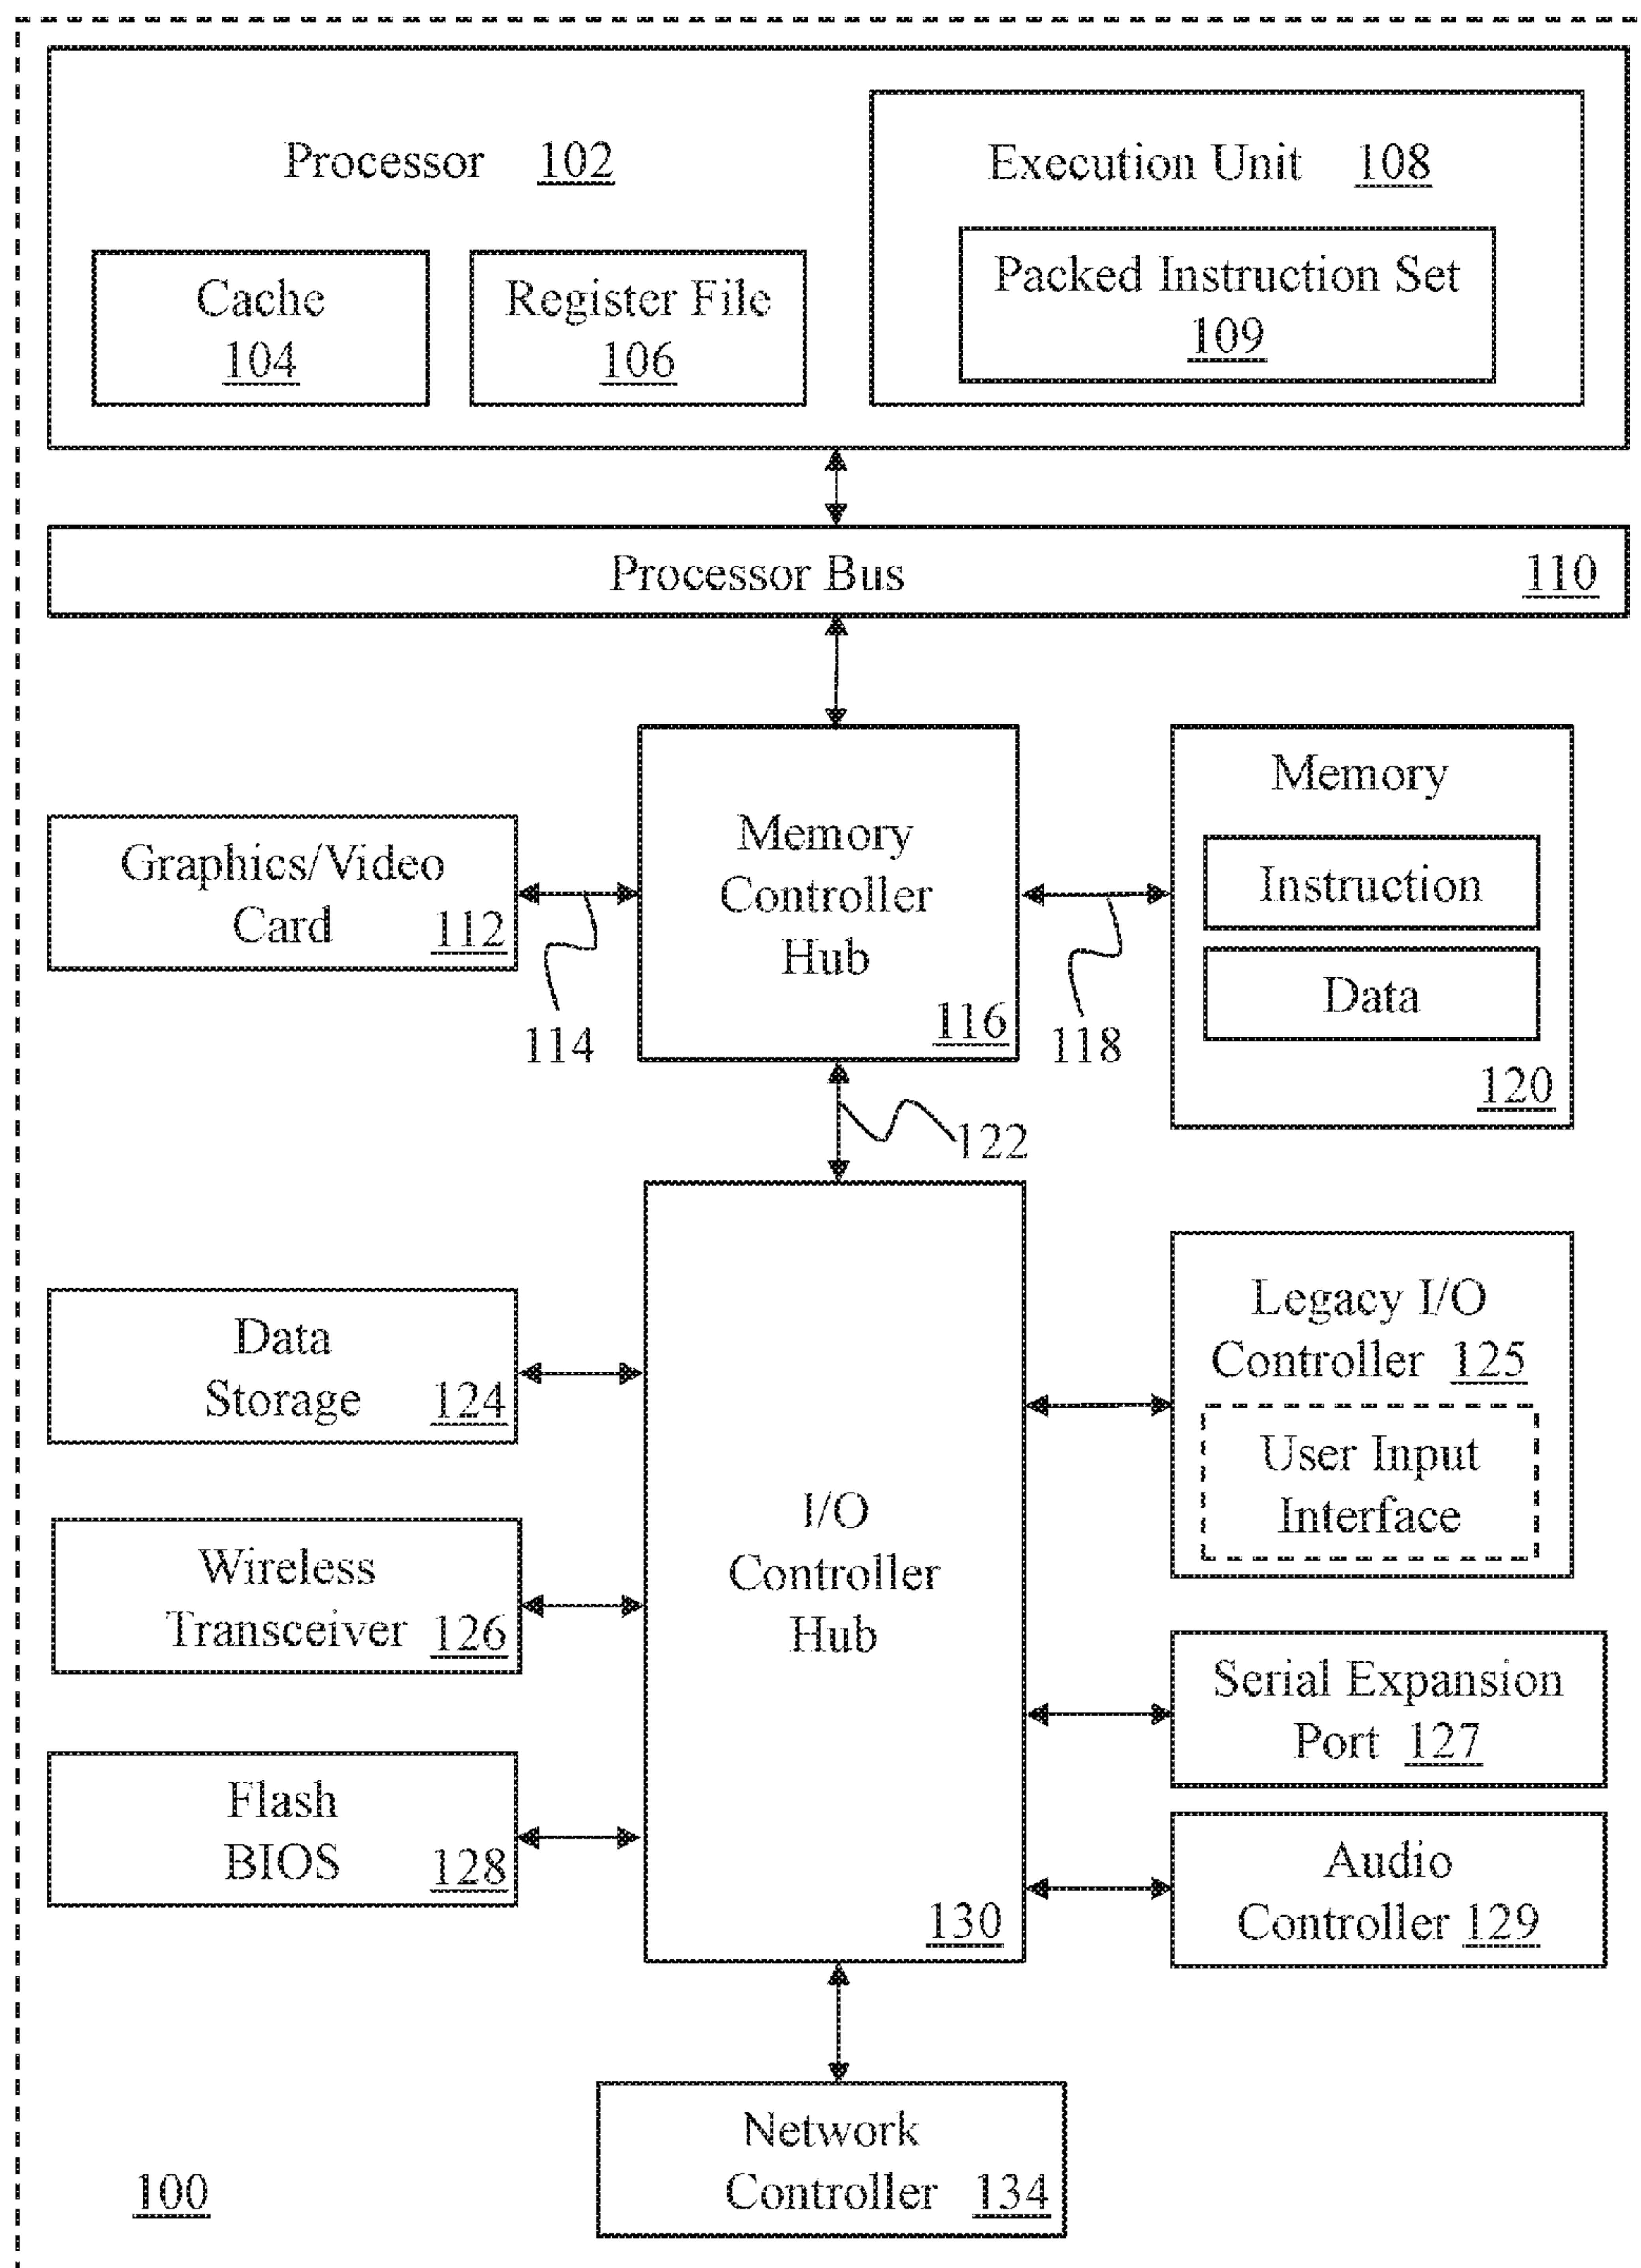 Processor 102
Execution Unit 108
Packed Instruction Set
109
Cache
104
Register File
106
Processor Bus 110
Memory
Controller
Hub
116
Graphics/Video
Card 112
114
118
Memory
Instruction
Data
120
122
I/O
Controller
Hub
130
Data
Storage 124
Legacy I/O
Controller 125
User Input
Interface
Wireless
Transceiver 126
Serial Expansion
Port 127
Flash
BIOS 128
Audio
Controller 129
Network
Controller 134
100